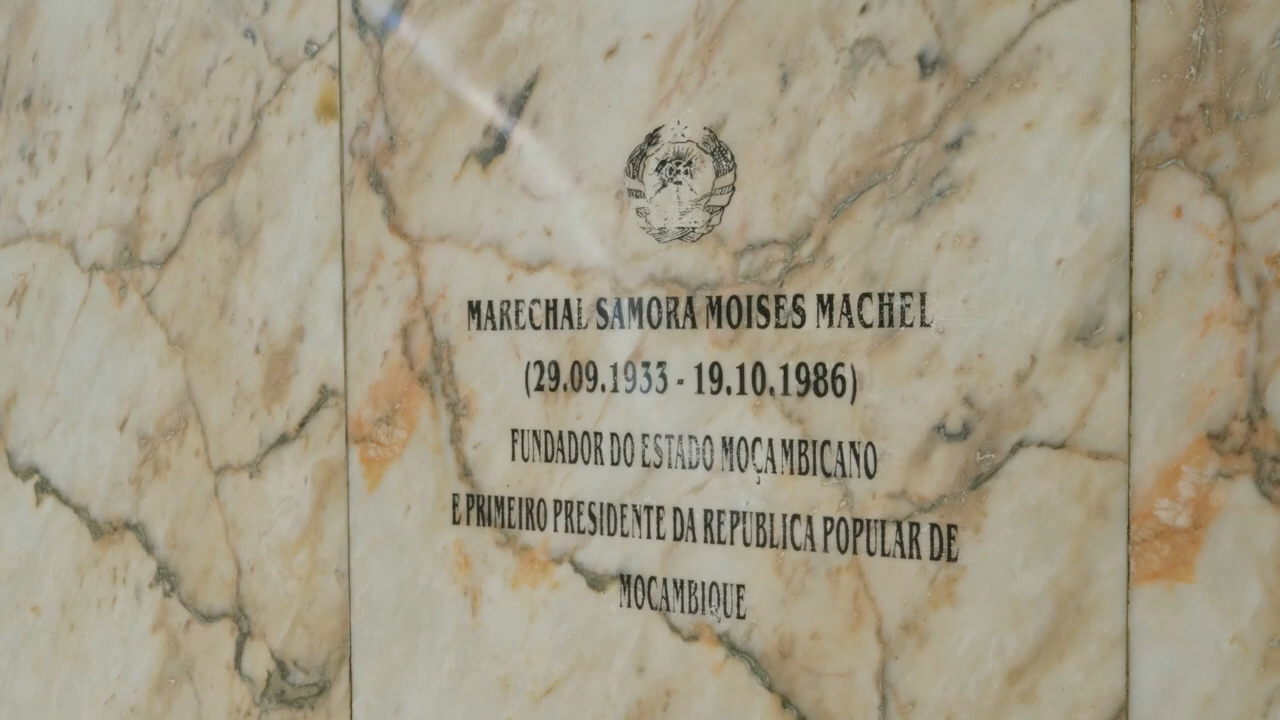 MARECHAL SAMORA MOISES MACHEL
(29.09.1933 - 19.10.1986)
FUNDADOR DO ESTADO MOÇAMBICANO
E PRIMEIRO PRESIDENTE DA REPÚBLICA POPULAR DE
MOCAMBIQUE